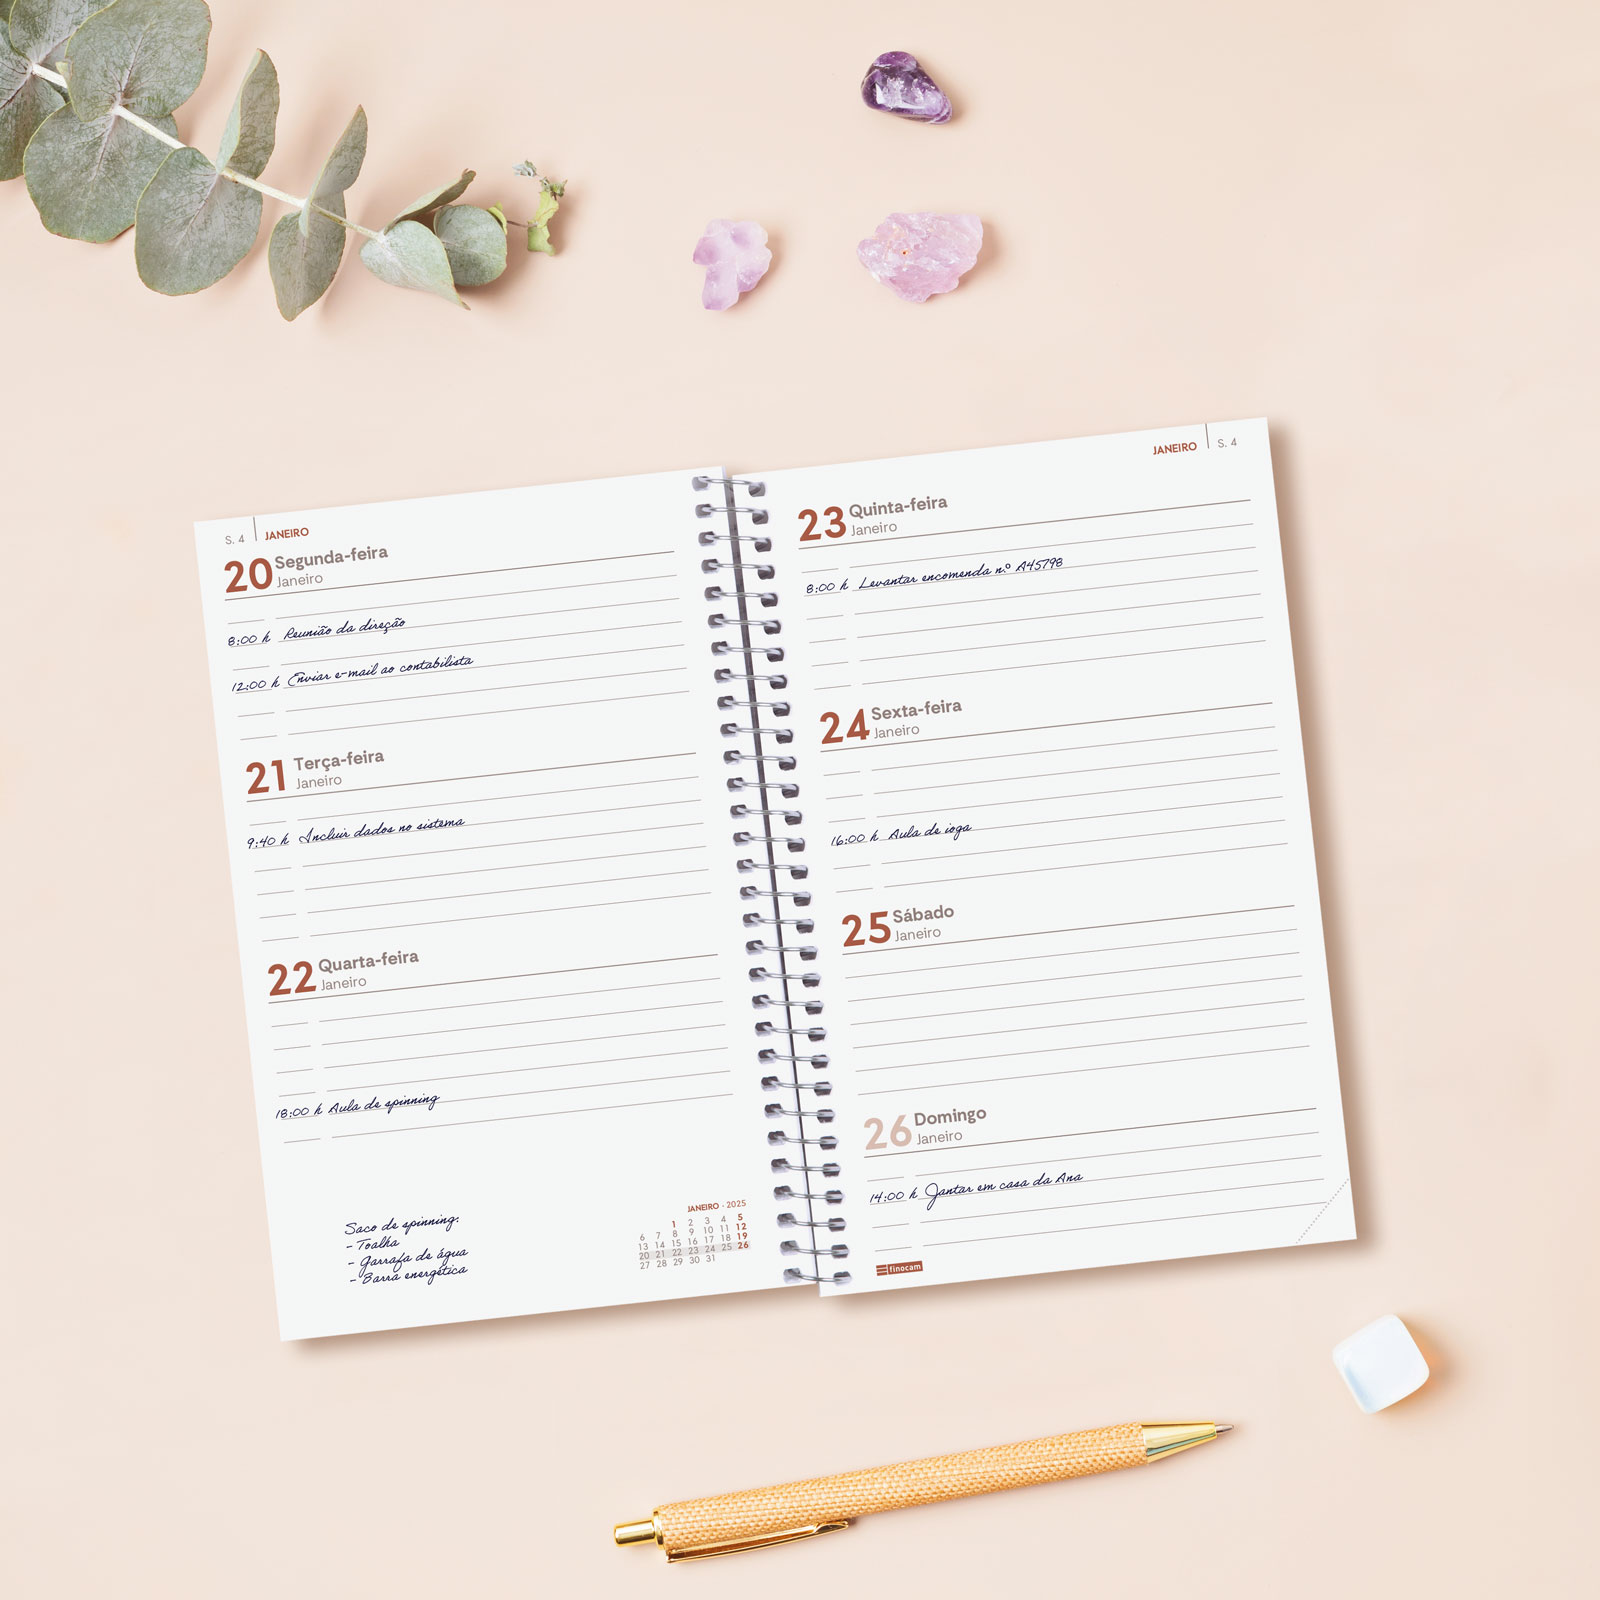 S. 4 | JANEIRO
20 Segunda-feira
Janeiro
8:00 h Reunião da direção
12:00 h Enviar e-mail ao contabilista
21 Terça-feira
Janeiro
9:40 h Incluir dados no sistema
22 Quarta-feira
Janeiro
18:00 h Aula de spinning
Saco de spinning:
- Toalha
- Garrafa de água
- Barra energética
JANEIRO - 2025
1 2 3 4 5
6 7 8 9 10 11 12
13 14 15 16 17 18 19
20 21 22 23 24 25 26
27 28 29 30 31
JANEIRO | S. 4
23 Quinta-feira
Janeiro
8:00 h Levantar encomenda n.º A45798
24 Sexta-feira
Janeiro
16:00 h Aula de ioga
25 Sábado
Janeiro
26 Domingo
Janeiro
14:00 h Jantar em casa da Ana
finocam